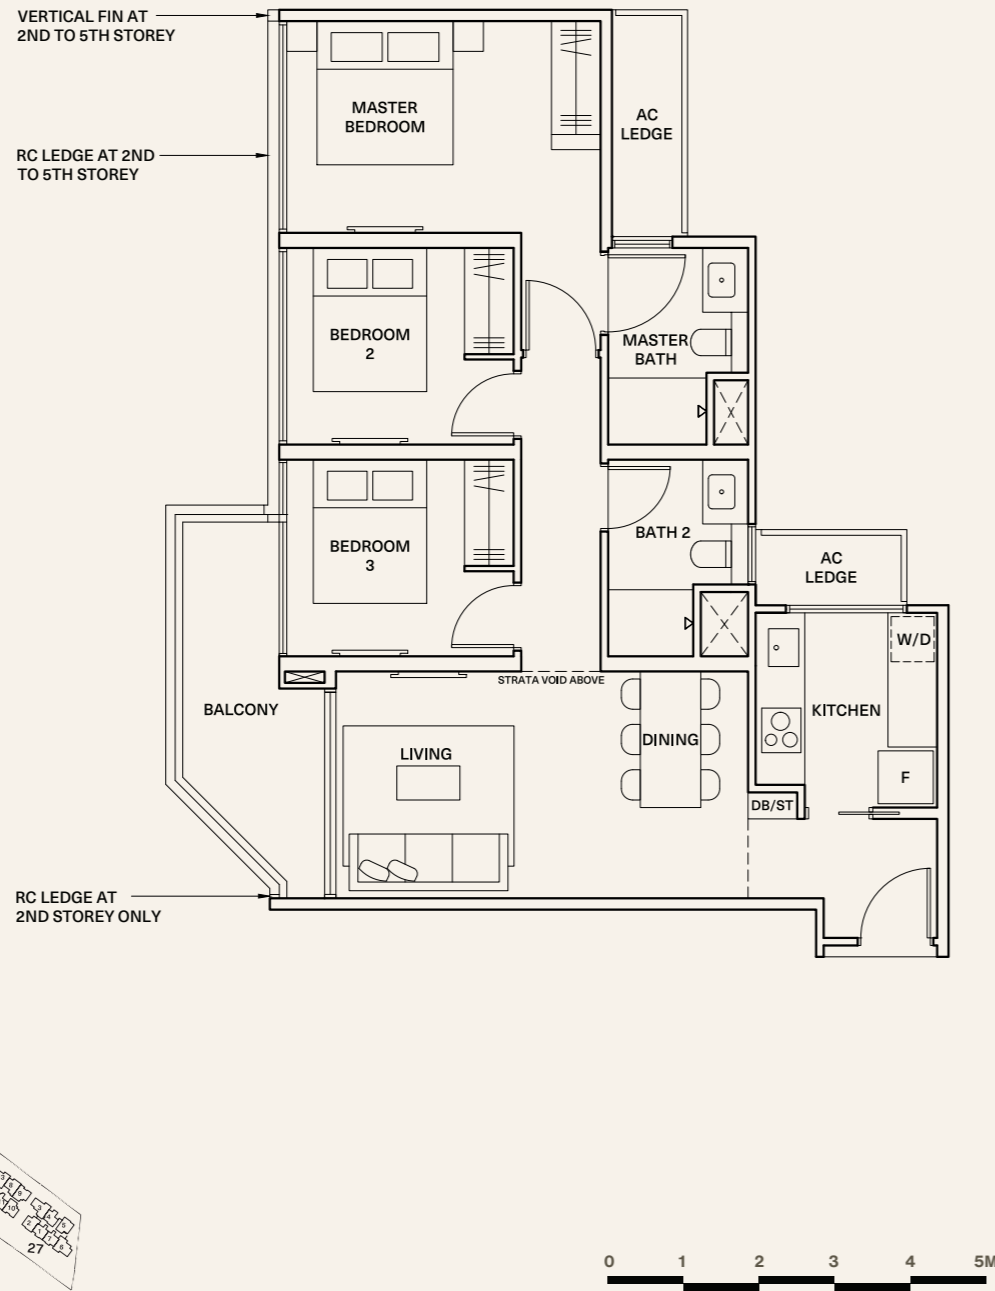 VERTICAL FIN AT
2ND TO 5TH STOREY
MASTER
BEDROOM
AC
LEDGE
RC LEDGE AT 2ND
TO 5TH STOREY
BEDROOM
2
MASTER
BATH
BEDROOM
3
BATH 2
AC
LEDGE
W/D
STRATA VOID ABOVE
BALCONY
KITCHEN
LIVING
DINING
F
DB/ST
RC LEDGE AT
2ND STOREY ONLY
27
0 1 2 3 4 5M